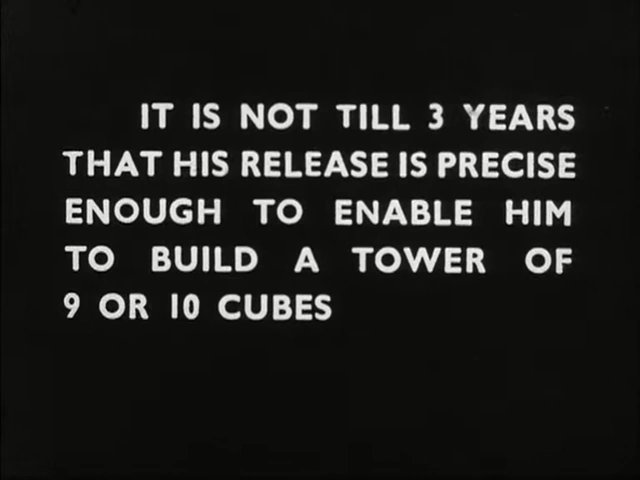 IT IS NOT TILL 3 YEARS
THAT HIS RELEASE IS PRECISE
ENOUGH TO ENABLE HIM
TO BUILD A TOWER OF
9 OR 10 CUBES